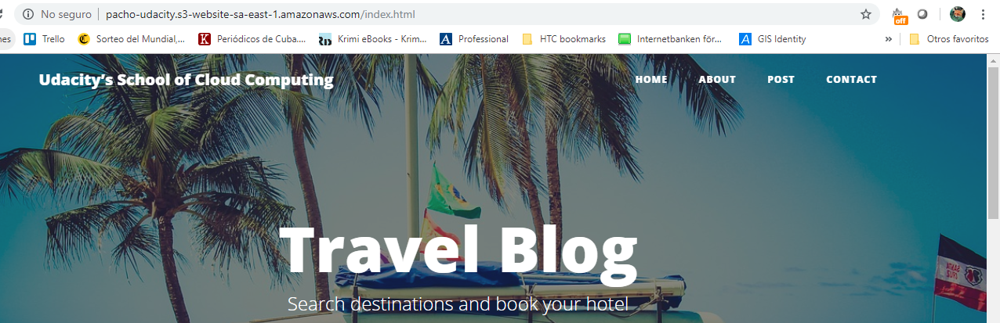 No seguro pacho-udacity.s3-website-sa-east-1.amazonaws.com/index.html
off
nes Trello Sorteo del Mundial,... Periódicos de Cuba.... Krimi eBooks - Krim... Professional HTC bookmarks Internetbanken för... GIS Identity » Otros favoritos
Udacity’s School of Cloud Computing HOME ABOUT POST CONTACT
Travel Blog
Search destinations and book your hotel